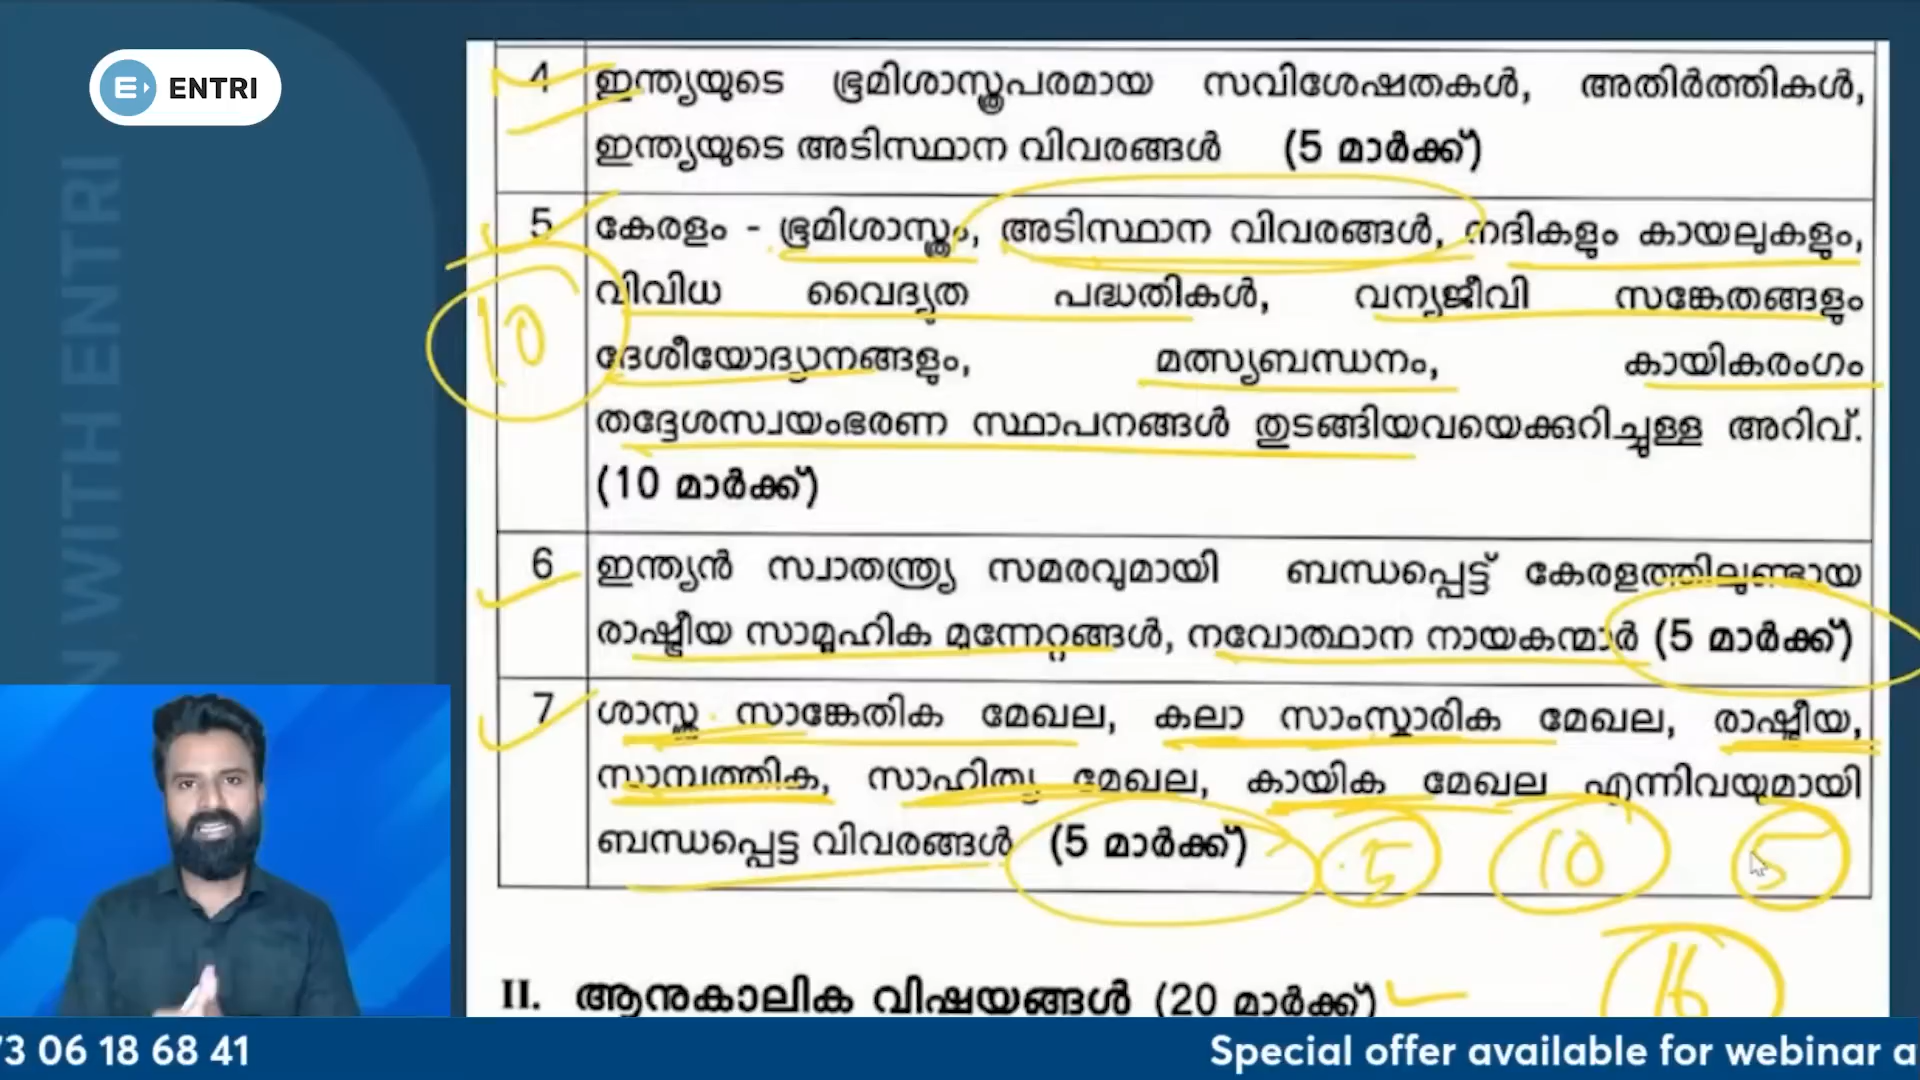 ENTRI
N WITH ENTRI
4 ഇന്ത്യയുടെ ഭൂമിശാസ്ത്രപരമായ സവിശേഷതകൾ, അതിർത്തികൾ,
ഇന്ത്യയുടെ അടിസ്ഥാന വിവരങ്ങൾ (5 മാർക്ക്)
5 കേരളം - ഭൂമിശാസ്ത്രം, അടിസ്ഥാന വിവരങ്ങൾ, നദികളും കായലുകളും,
വിവിധ വൈദ്യുത പദ്ധതികൾ, വന്യജീവി സങ്കേതങ്ങളും
10 ദേശീയോദ്യാനങ്ങളും, മത്സ്യബന്ധനം, കായികരംഗം
തദ്ദേശസ്വയംഭരണ സ്ഥാപനങ്ങൾ തുടങ്ങിയവയെക്കുറിച്ചുള്ള അറിവ്.
(10 മാർക്ക്)
6 ഇന്ത്യൻ സ്വാതന്ത്ര്യ സമരവുമായി ബന്ധപ്പെട്ട് കേരളത്തിലുണ്ടായ
രാഷ്ട്രീയ സാമൂഹിക മുന്നേറ്റങ്ങൾ, നവോത്ഥാന നായകന്മാർ (5 മാർക്ക്)
7 ശാസ്ത്ര സാങ്കേതിക മേഖല, കലാ സാംസ്കാരിക മേഖല, രാഷ്ട്രീയ,
സാമ്പത്തിക, സാഹിത്യ മേഖല, കായിക മേഖല എന്നിവയുമായി
ബന്ധപ്പെട്ട വിവരങ്ങൾ (5 മാർക്ക്) 5 10 5
16
II. ആനുകാലിക വിഷയങ്ങൾ (20 മാർക്ക്)
73 06 18 68 41
Special offer available for webinar a